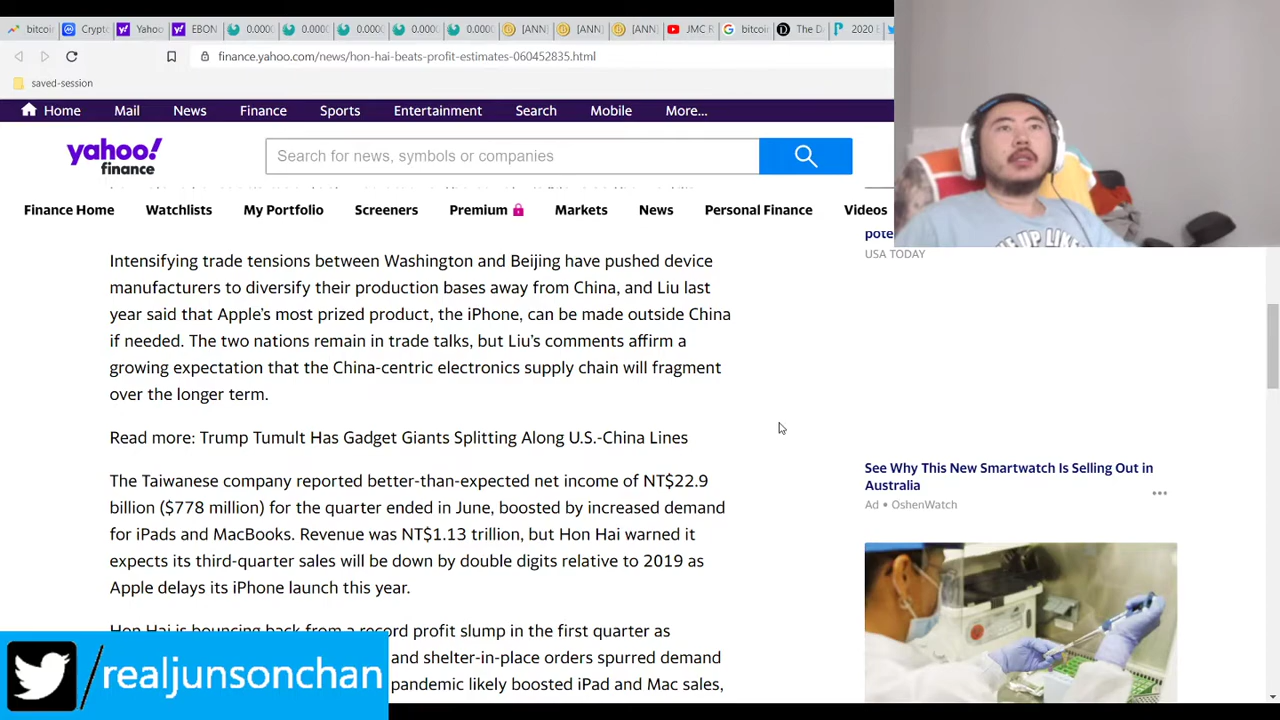 bitcoi
Crypto
Yahoo
EBON
0.0000
0.000
0.000
0.000
0.000
[ANN]
[ANN]
[ANN]
JMC R
bitcoi
The D
2020 E
finance.yahoo.com/news/hon-hai-beats-profit-estimates-060452835.html
saved-session
Home Mail News Finance Sports Entertainment Search Mobile More...
yahoo!
finance
Search for news, symbols or companies
Finance Home Watchlists My Portfolio Screeners Premium Markets News Personal Finance Videos
Intensifying trade tensions between Washington and Beijing have pushed device
manufacturers to diversify their production bases away from China, and Liu last
year said that Apple's most prized product, the iPhone, can be made outside China
if needed. The two nations remain in trade talks, but Liu's comments affirm a
growing expectation that the China-centric electronics supply chain will fragment
over the longer term.
Read more: Trump Tumult Has Gadget Giants Splitting Along U.S.-China Lines
The Taiwanese company reported better-than-expected net income of NT$22.9
billion ($778 million) for the quarter ended in June, boosted by increased demand
for iPads and MacBooks. Revenue was NT$1.13 trillion, but Hon Hai warned it
expects its third-quarter sales will be down by double digits relative to 2019 as
Apple delays its iPhone launch this year.
Hon Hai is bouncing back from a record profit slump in the first quarter as
and shelter-in-place orders spurred demand
pandemic likely boosted iPad and Mac sales,
pote
USA TODAY
See Why This New Smartwatch Is Selling Out in
Australia
Ad • OshenWatch
UP LIK
realjunsonchan